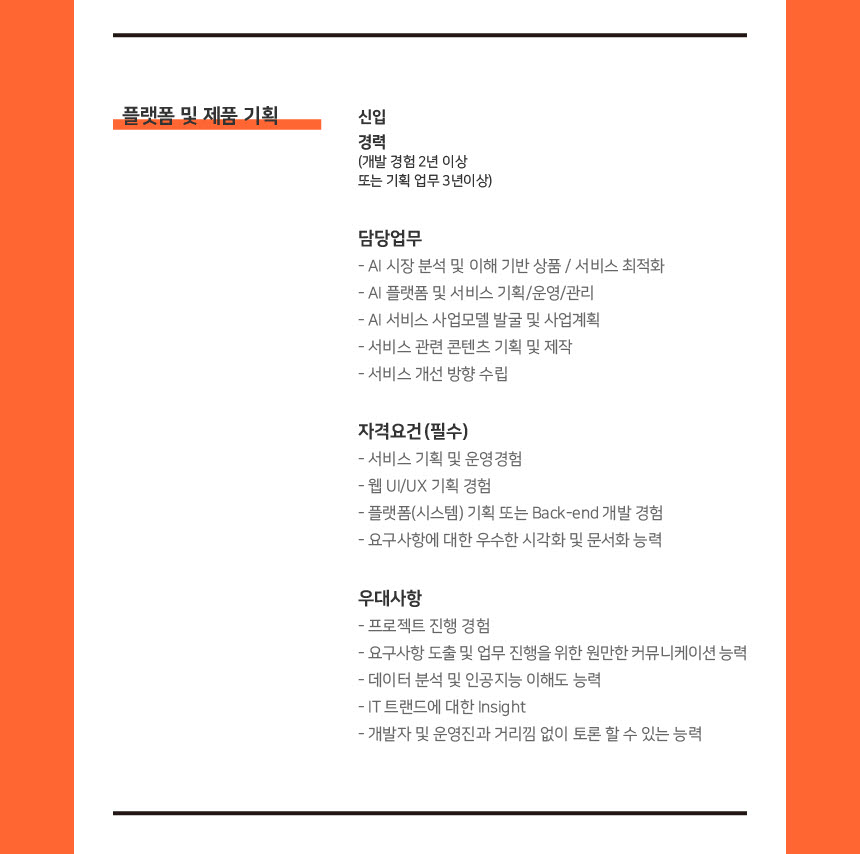 플랫폼 및 제품 기획
신입
경력
(개발 경험 2년 이상
또는 기획 업무 3년이상)
담당업무
- AI 시장 분석 및 이해 기반 상품 / 서비스 최적화
- AI 플랫폼 및 서비스 기획/운영/관리
- AI 서비스 사업모델 발굴 및 사업계획
- 서비스 관련 콘텐츠 기획 및 제작
- 서비스 개선 방향 수립
자격요건(필수)
- 서비스 기획 및 운영경험
- 웹 UI/UX 기획 경험
- 플랫폼(시스템) 기획 또는 Back-end 개발 경험
- 요구사항에 대한 우수한 시각화 및 문서화 능력
우대사항
- 프로젝트 진행 경험
- 요구사항 도출 및 업무 진행을 위한 원만한 커뮤니케이션 능력
- 데이터 분석 및 인공지능 이해도 능력
- IT 트랜드에 대한 Insight
- 개발자 및 운영진과 거리낌 없이 토론 할 수 있는 능력